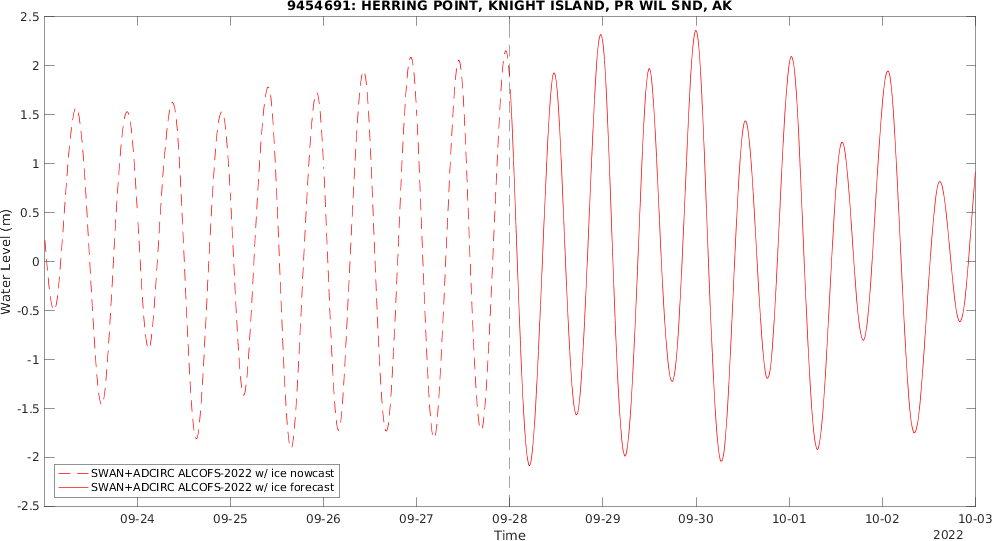 9454691: HERRING POINT, KNIGHT ISLAND, PR WIL SND, AK
2.5
2
1.5
1
0.5
0
-0.5
-1
-1.5
-2
-2.5
Water Level (m)
SWAN+ADCIRC ALCOFS-2022 w/ ice nowcast
SWAN+ADCIRC ALCOFS-2022 w/ ice forecast
09-24 09-25 09-26 09-27 09-28 09-29 09-30 10-01 10-02 10-03
Time
2022